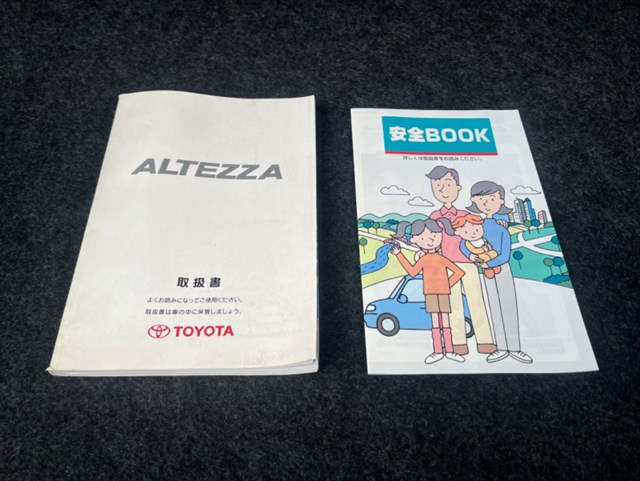 ALTEZZA
取扱書
よくお読みになってご使用ください。
取扱書は車の中に保管しましょう。
TOYOTA
安全BOOK
詳しくは取扱書をお読みください。